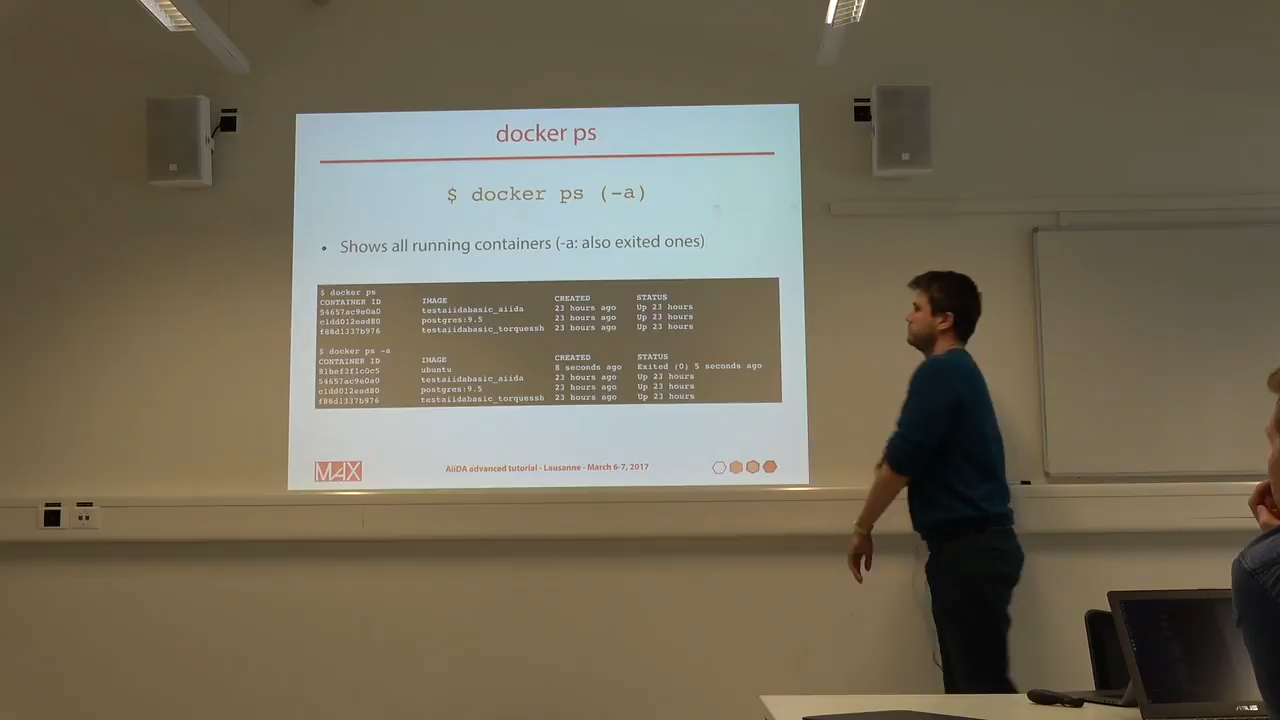 docker ps
$ docker ps (-a)
• Shows all running containers (-a: also exited ones)
$ docker ps
CONTAINER ID IMAGE CREATED STATUS
54657ac9e0a0 testaiidabasic_aiida 23 hours ago Up 23 hours
c1dd012ead80 postgres:9.5 23 hours ago Up 23 hours
f88d1337b976 testaiidabasic_torquessh 23 hours ago Up 23 hours
$ docker ps -a
CONTAINER ID IMAGE CREATED STATUS
81bef3f1c0c5 ubuntu 8 seconds ago Exited (0) 5 seconds ago
54657ac9e0a0 testaiidabasic_aiida 23 hours ago Up 23 hours
c1dd012ead80 postgres:9.5 23 hours ago Up 23 hours
f88d1337b976 testaiidabasic_torquessh 23 hours ago Up 23 hours
MAX
AiiDA advanced tutorial - Lausanne - March 6-7, 2017
ASUS